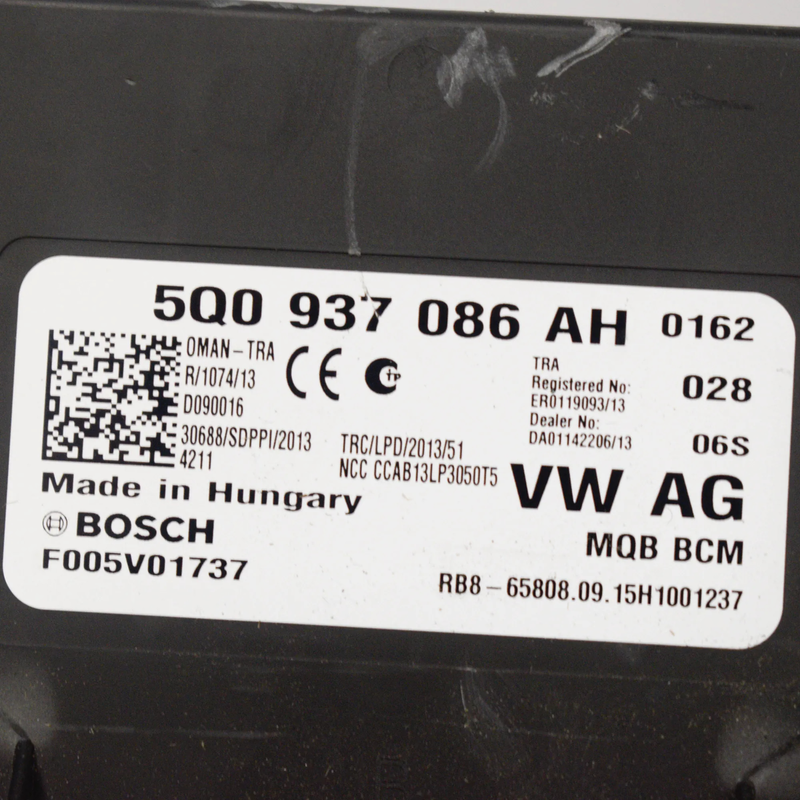 5Q0 937 086 AH 0162
OMAN-TRA
R/1074/13
D090016
30688/SDPPI/2013
4211
CE
TRC/LPD/2013/51
NCC CCAB13LP3050T5
TRA
Registered No:
ER0119093/13
Dealer No:
DA01142206/13
028
06S
Made in Hungary
BOSCH
F005V01737
VW AG
MQB BCM
RB8-65808.09.15H1001237